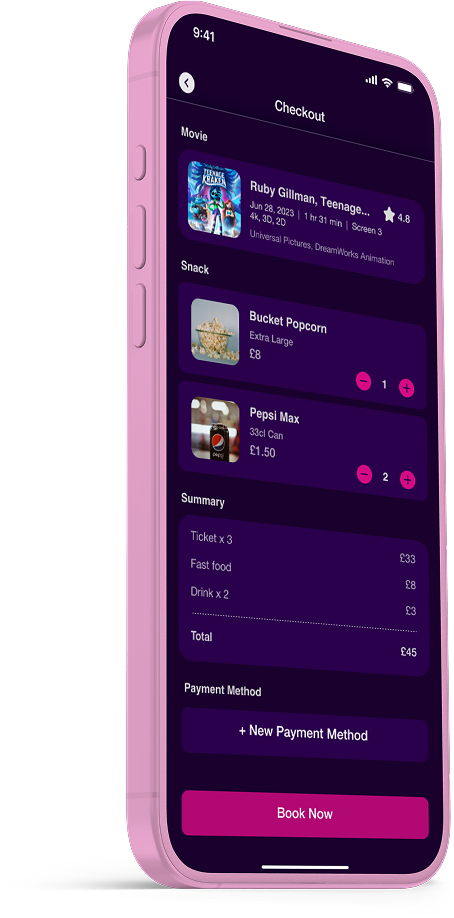 9:41
Checkout
Movie
TEENAGE
KRAKEN
Ruby Gillman, Teenage...
4.8
Jun 28, 2023 | 1 hr 31 min | Screen 3
4k, 3D, 2D
Universal Pictures, DreamWorks Animation
Snack
Bucket Popcorn
Extra Large
£8
1
Pepsi Max
33cl Can
£1.50
pepsi
2
Summary
Ticket x 3
£33
Fast food
£8
Drink x 2
£3
Total
£45
Payment Method
+ New Payment Method
Book Now